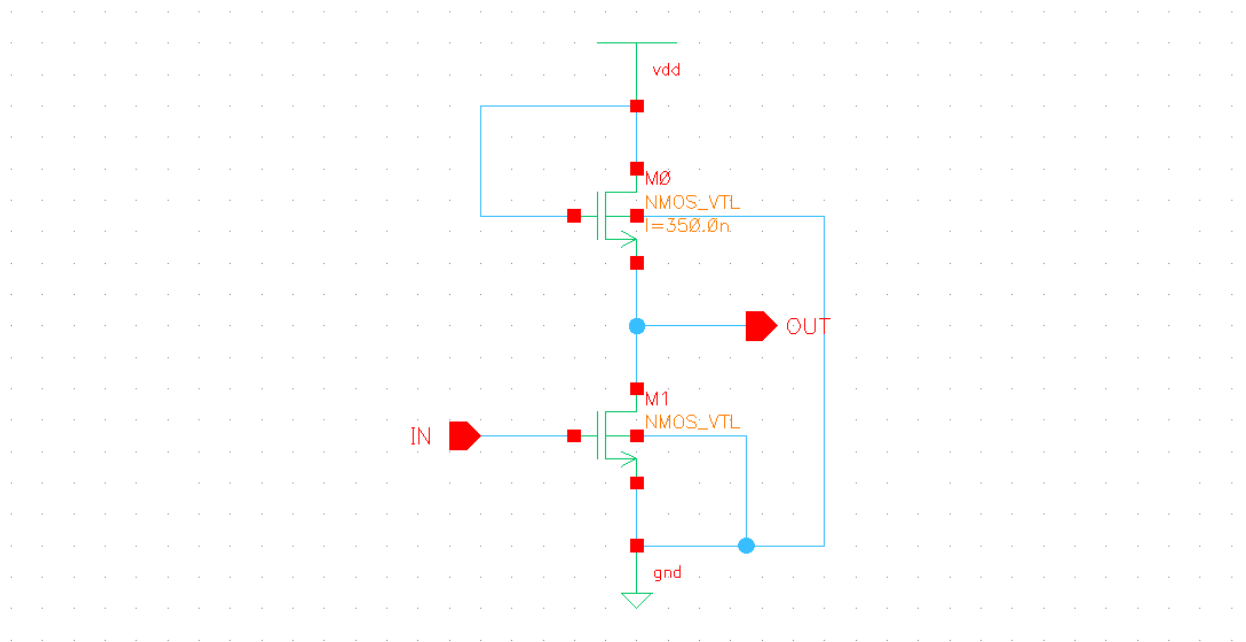 vdd
M0
NMOS_VTL
l=350.0n
OUT
M1
NMOS_VTL
IN
gnd